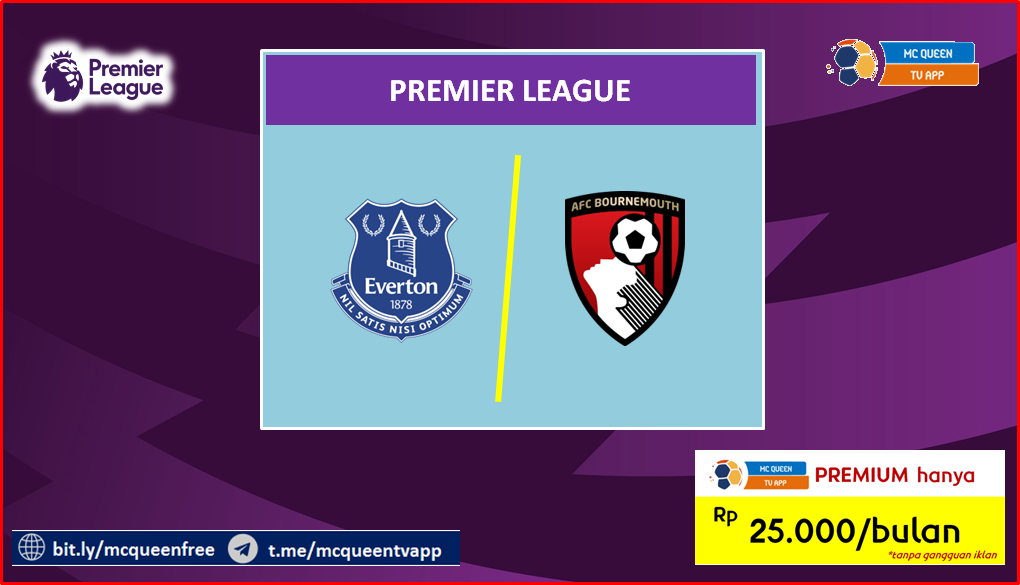 Premier
League
MC QUEEN
TV APP
PREMIER LEAGUE
Everton
1878
NIL SATIS NISI OPTIMUM
AFC BOURNEMOUTH
MC QUEEN
TV APP
PREMIUM hanya
Rp 25.000/bulan
*tanpa gangguan iklan
bit.ly/mcqueenfree
t.me/mcqueentvapp